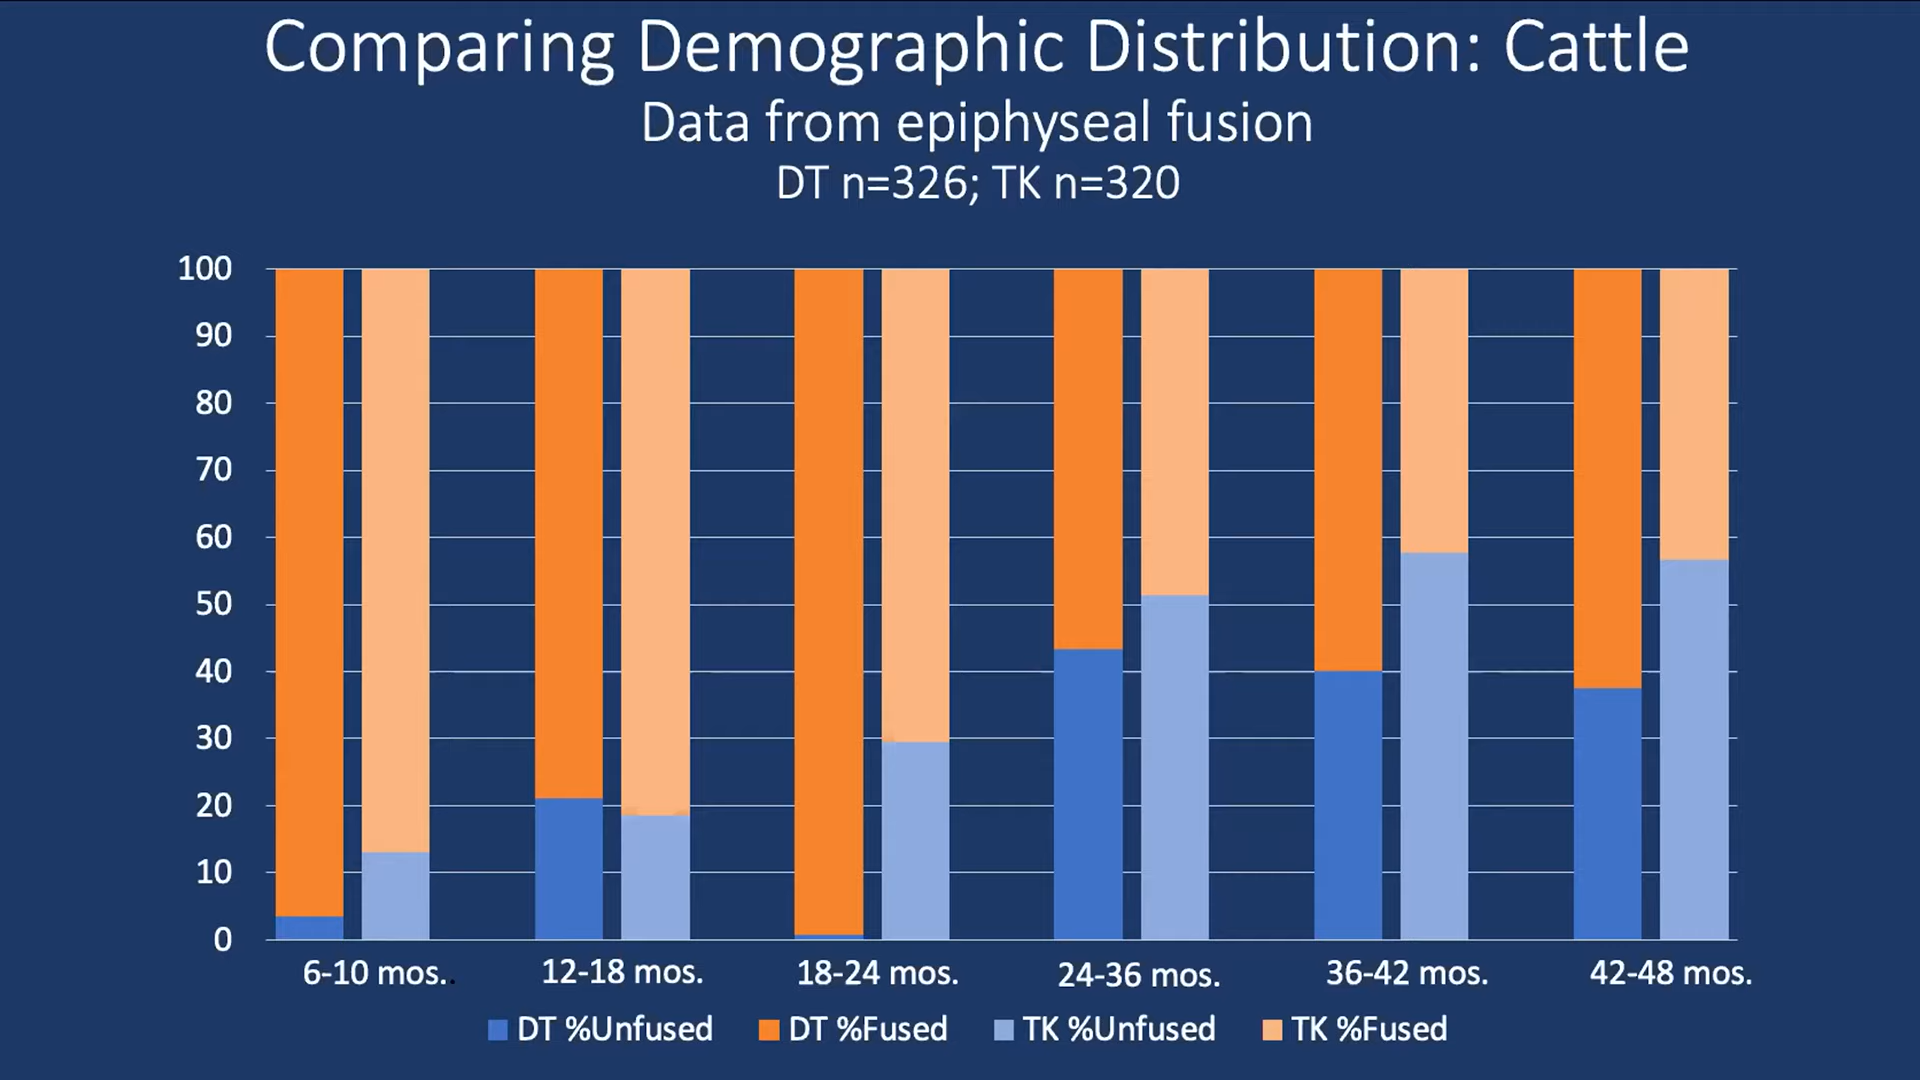 Comparing Demographic Distribution: Cattle
Data from epiphyseal fusion
DT n=326; TK n=320
100
90
80
70
60
50
40
30
20
10
0
6-10 mos.. 12-18 mos. 18-24 mos. 24-36 mos. 36-42 mos. 42-48 mos.
DT %Unfused DT %Fused TK %Unfused TK %Fused